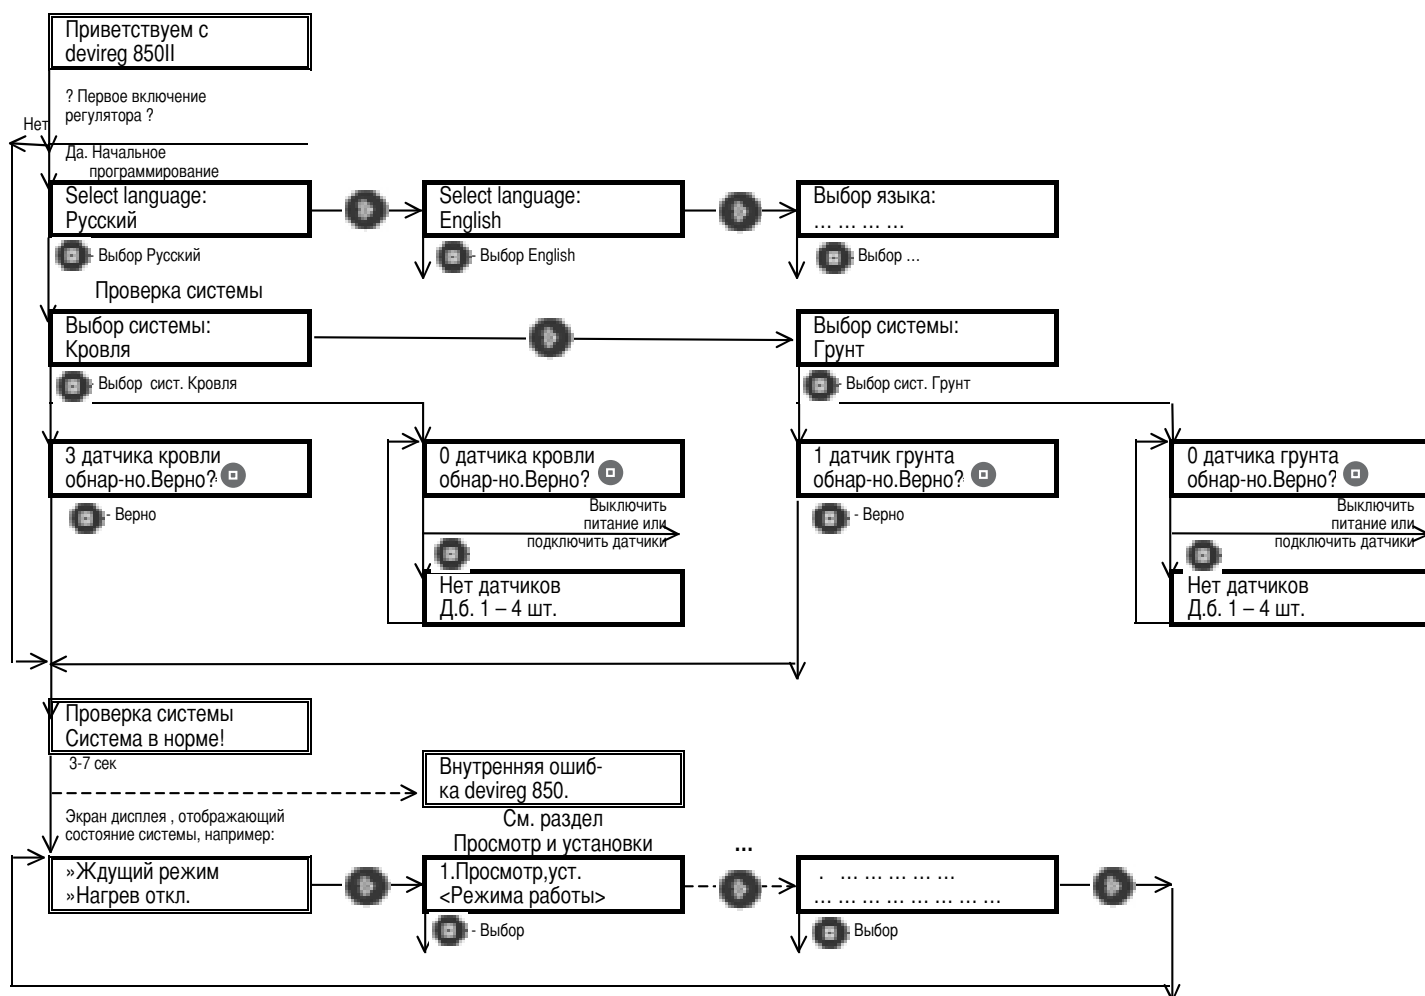 Приветствуем с
devireg 850II
? Первое включение
регулятора ?
Нет
Да. Начальное
программирование
Select language:
Русский
Select language:
English
Выбор языка:
... ... ... ...
- Выбор Русский
- Выбор English
- Выбор ...
Проверка системы
Выбор системы:
Кровля
Выбор системы:
Грунт
- Выбор сист. Кровля
- Выбор сист. Грунт
3 датчика кровли
обнар-но.Верно?
0 датчика кровли
обнар-но.Верно?
1 датчик грунта
обнар-но.Верно?
0 датчика грунта
обнар-но.Верно?
- Верно
Выключить
питание или
подключить датчики
- Верно
Выключить
питание или
подключить датчики
Нет датчиков
Д.б. 1 – 4 шт.
Нет датчиков
Д.б. 1 – 4 шт.
Проверка системы
Система в норме!
3-7 сек
Внутренняя ошиб-
ка devireg 850.
Экран дисплея , отображающий
состояние системы, например:
См. раздел
Просмотр и установки
...
»Ждущий режим
»Нагрев откл.
1.Просмотр,уст.
<Режима работы>
. ... ... ... ... ...
... ... ... ... ... ... ... ...
- Выбор
- Выбор